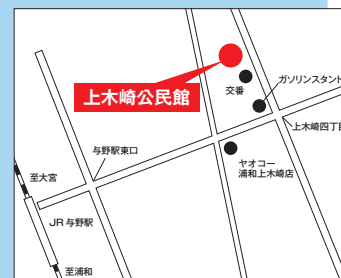 上木崎公民館
交番
ガソリンスタンド
上木崎四丁目
与野駅東口
ヤオコー
浦和上木崎店
至大宮
JR 与野駅
至浦和